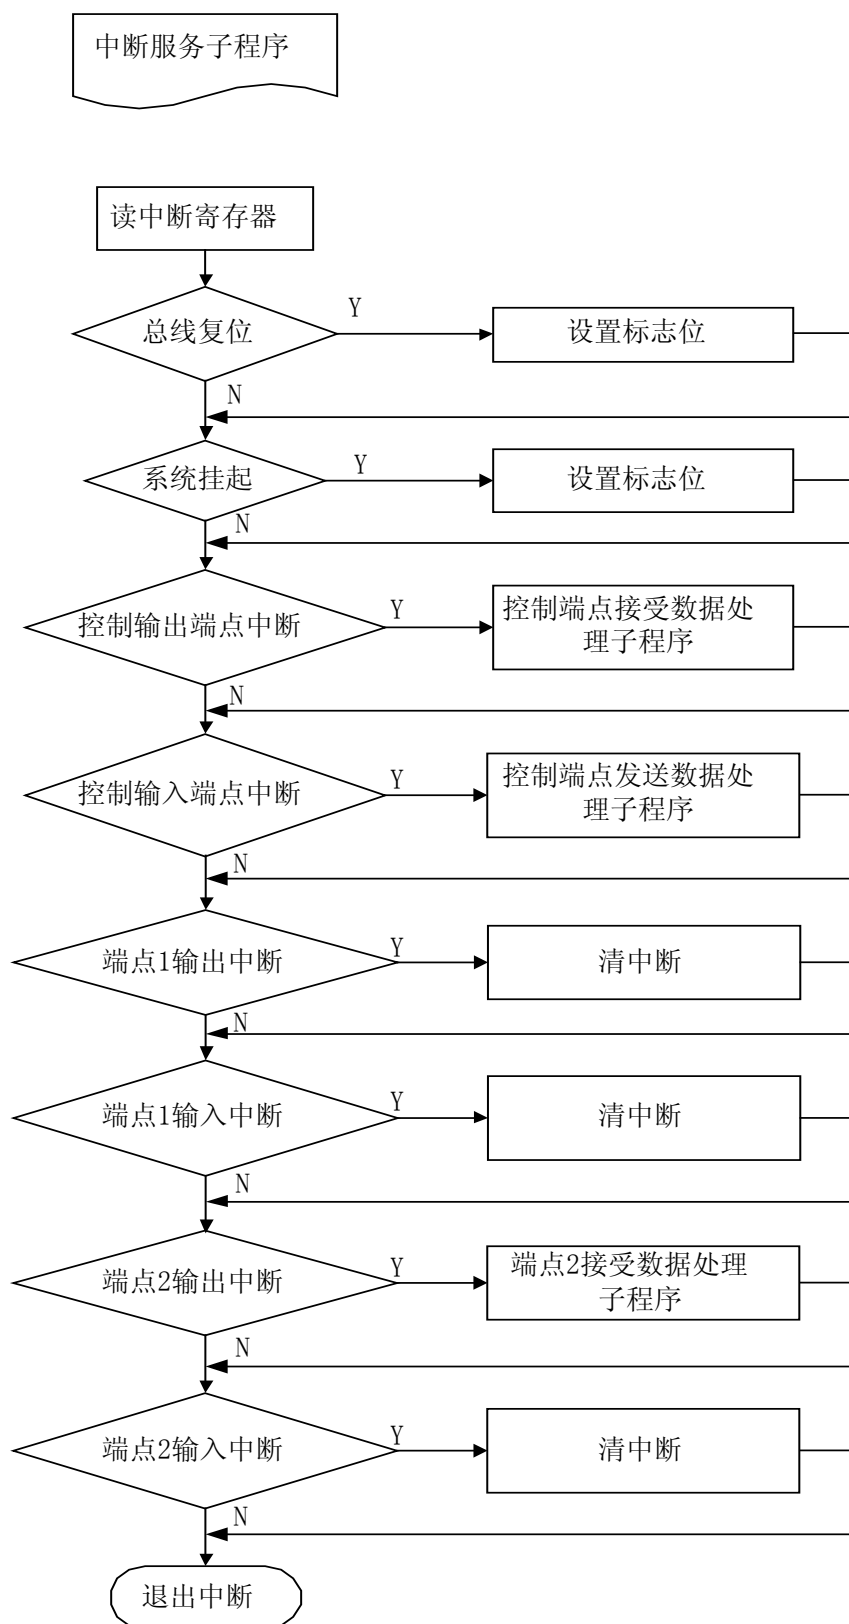 中断服务子程序
读中断寄存器
总线复位
Y
设置标志位
N
系统挂起
Y
设置标志位
N
控制输出端点中断
Y
控制端点接受数据处
理子程序
N
控制输入端点中断
Y
控制端点发送数据处
理子程序
N
端点1输出中断
Y
清中断
N
端点1输入中断
Y
清中断
N
端点2输出中断
Y
端点2接受数据处理
子程序
N
端点2输入中断
Y
清中断
N
退出中断